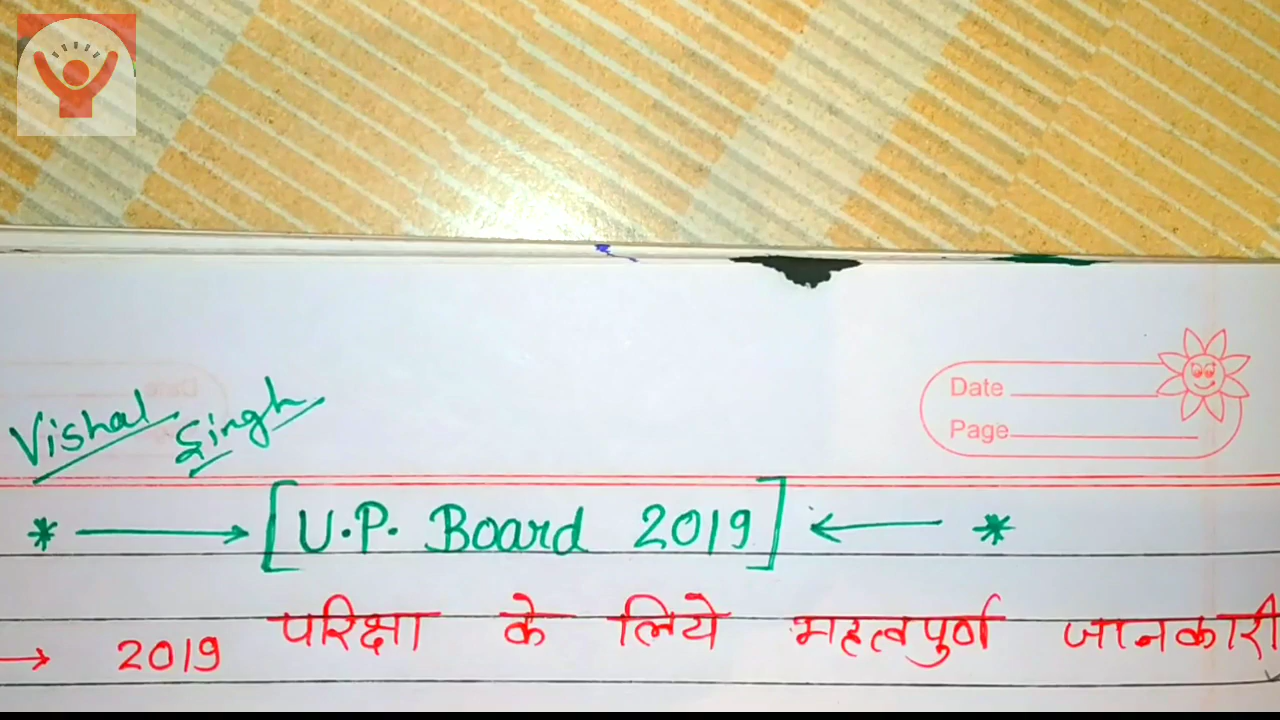 Date
Page
Vishal Singh
* → [U.P. Board 2019] ← *
→ 2019 परिक्षा के लिये महत्वपुर्ण जानकारी